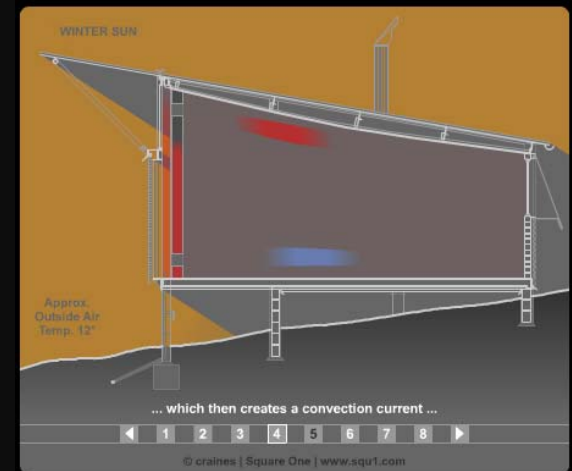 WINTER SUN
Approx.
Outside Air
Temp. 12°
... which then creates a convection current ...
1 2 3 4 5 6 7 8
© craines | Square One | www.squ1.com